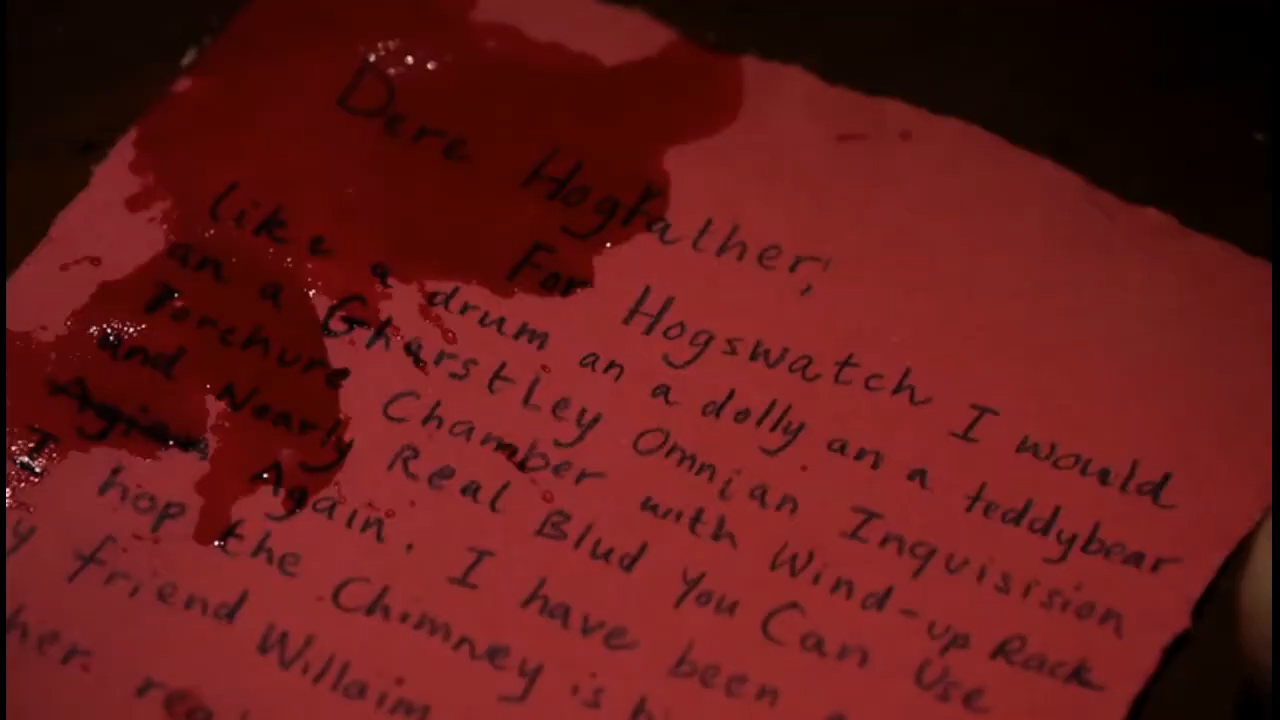 Dere Hogfather,
For Hogswatch I would
like a drum an a dolly an a teddybear
an a Gharstley Omnian Inquisision
Torchure Chamber with Wind-up Rack
and Nearly Real Blud You Can Use
Again. I have been
I hop the Chimney is
friend Willaim
her.